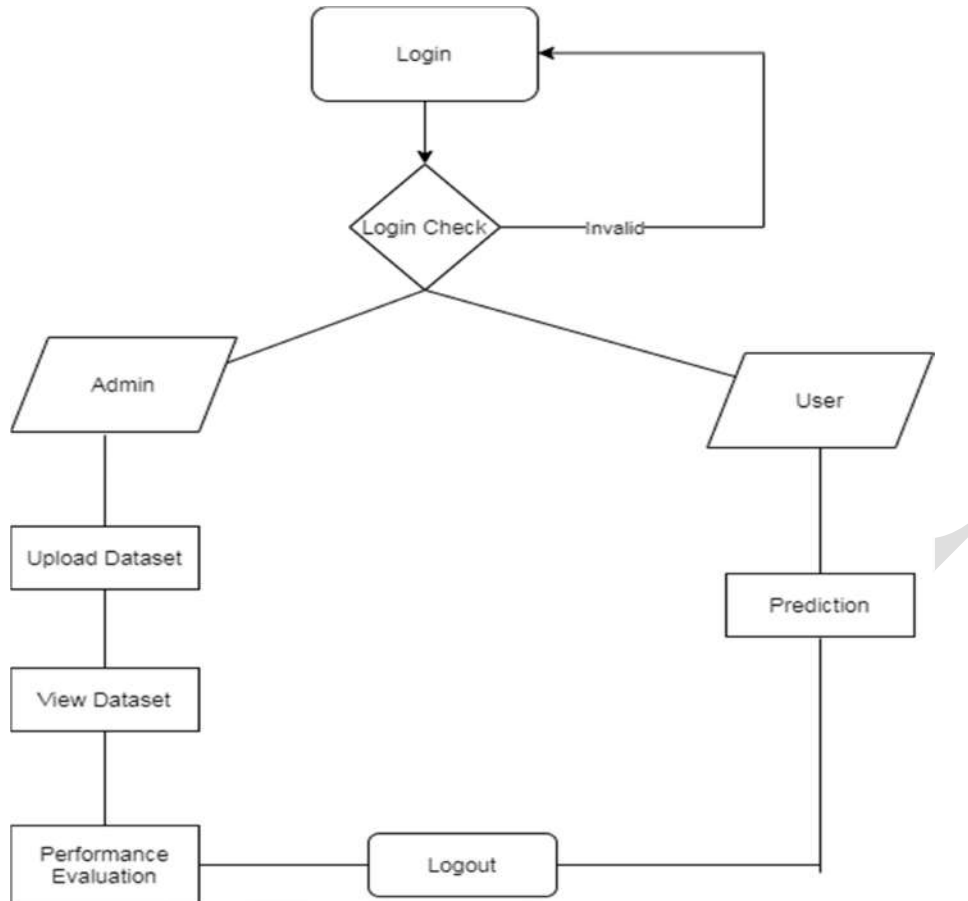 Login
Login Check
Invalid
Admin
User
Upload Dataset
Prediction
View Dataset
Performance
Evaluation
Logout